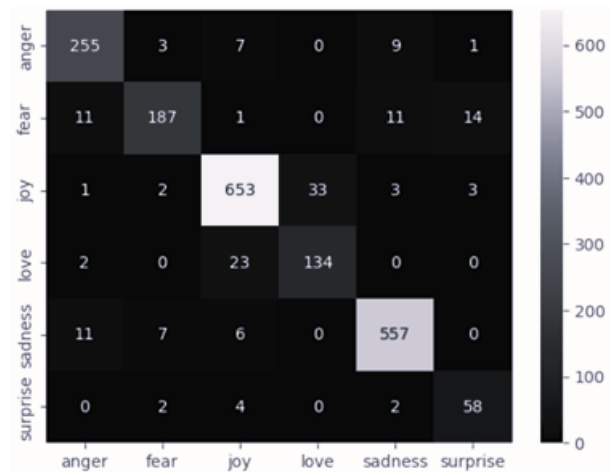 anger 255 3 7 0 9 1
fear 11 187 1 0 11 14
joy 1 2 653 33 3 3
love 2 0 23 134 0 0
sadness 11 7 6 0 557 0
surprise 0 2 4 0 2 58
anger fear joy love sadness surprise
600
500
400
300
200
100
0